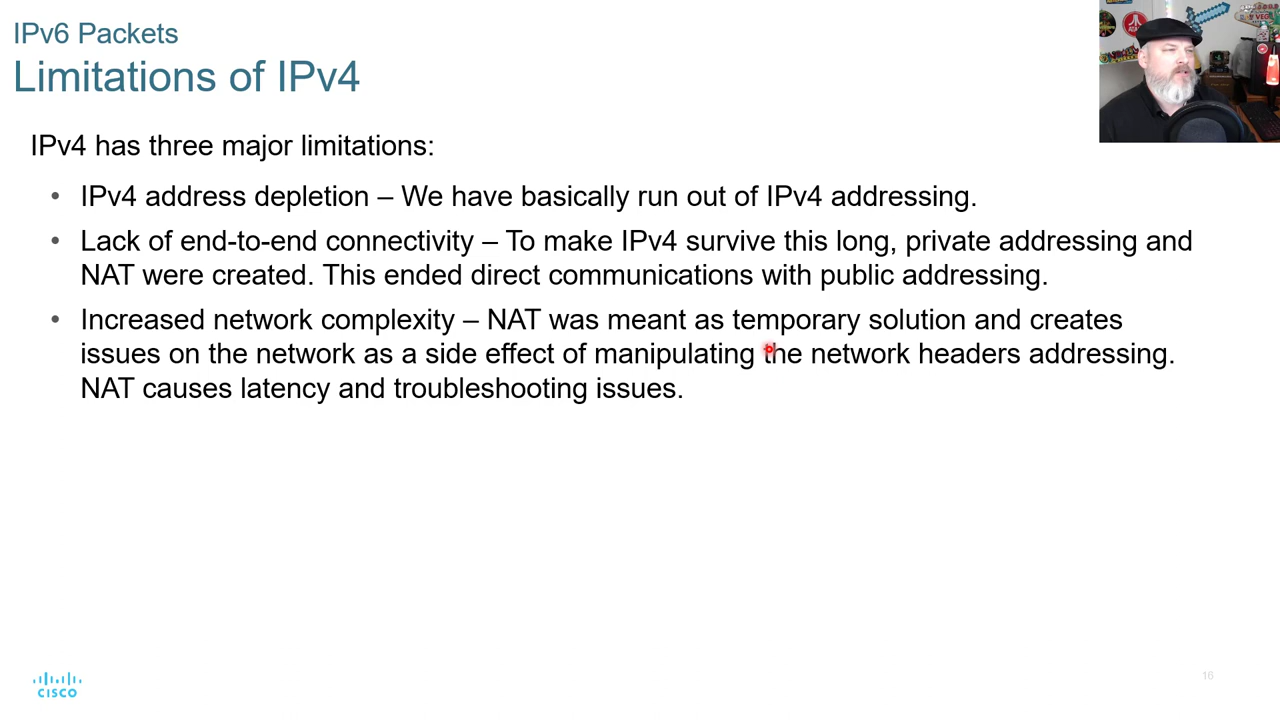 IPv6 Packets
Limitations of IPv4
IPv4 has three major limitations:
• IPv4 address depletion – We have basically run out of IPv4 addressing.
• Lack of end-to-end connectivity – To make IPv4 survive this long, private addressing and
NAT were created. This ended direct communications with public addressing.
• Increased network complexity – NAT was meant as temporary solution and creates
issues on the network as a side effect of manipulating the network headers addressing.
NAT causes latency and troubleshooting issues.
CISCO
16